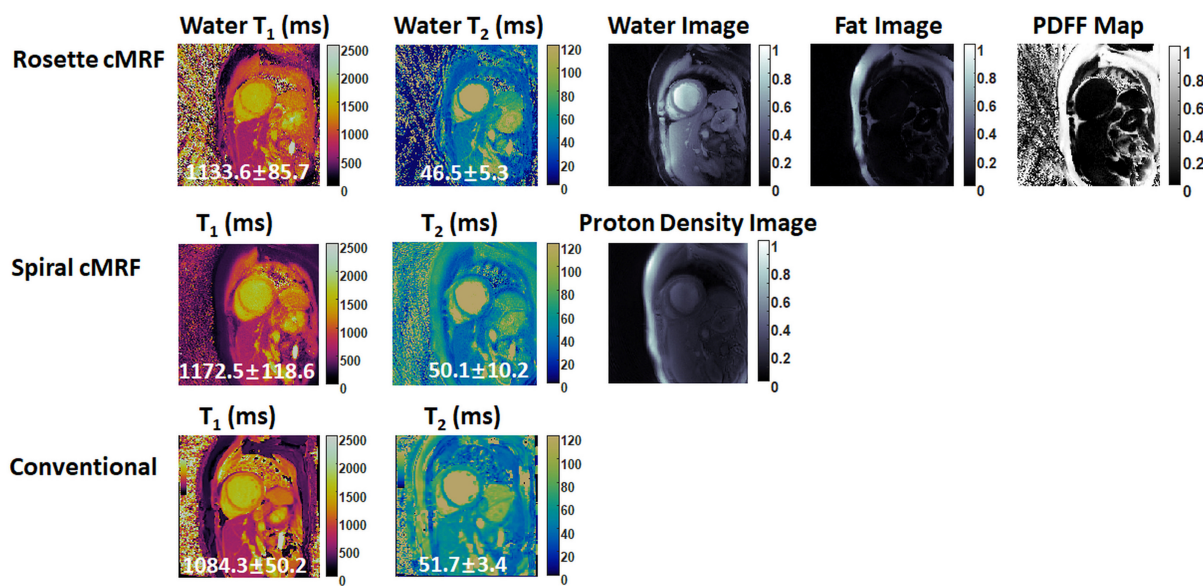 Water T₁ (ms) Water T₂ (ms) Water Image Fat Image PDFF Map
Rosette cMRF
2500 2000 1500 1000 500 0
120 100 80 60 40 20 0
1 0.8 0.6 0.4 0.2 0
1 0.8 0.6 0.4 0.2 0
1 0.8 0.6 0.4 0.2 0
1133.6±85.7 46.5±5.3
T₁ (ms) T₂ (ms) Proton Density Image
Spiral cMRF
2500 2000 1500 1000 500 0
120 100 80 60 40 20 0
1 0.8 0.6 0.4 0.2 0
1172.5±118.6 50.1±10.2
T₁ (ms) T₂ (ms)
Conventional
2500 2000 1500 1000 500 0
120 100 80 60 40 20 0
1084.3±50.2 51.7±3.4